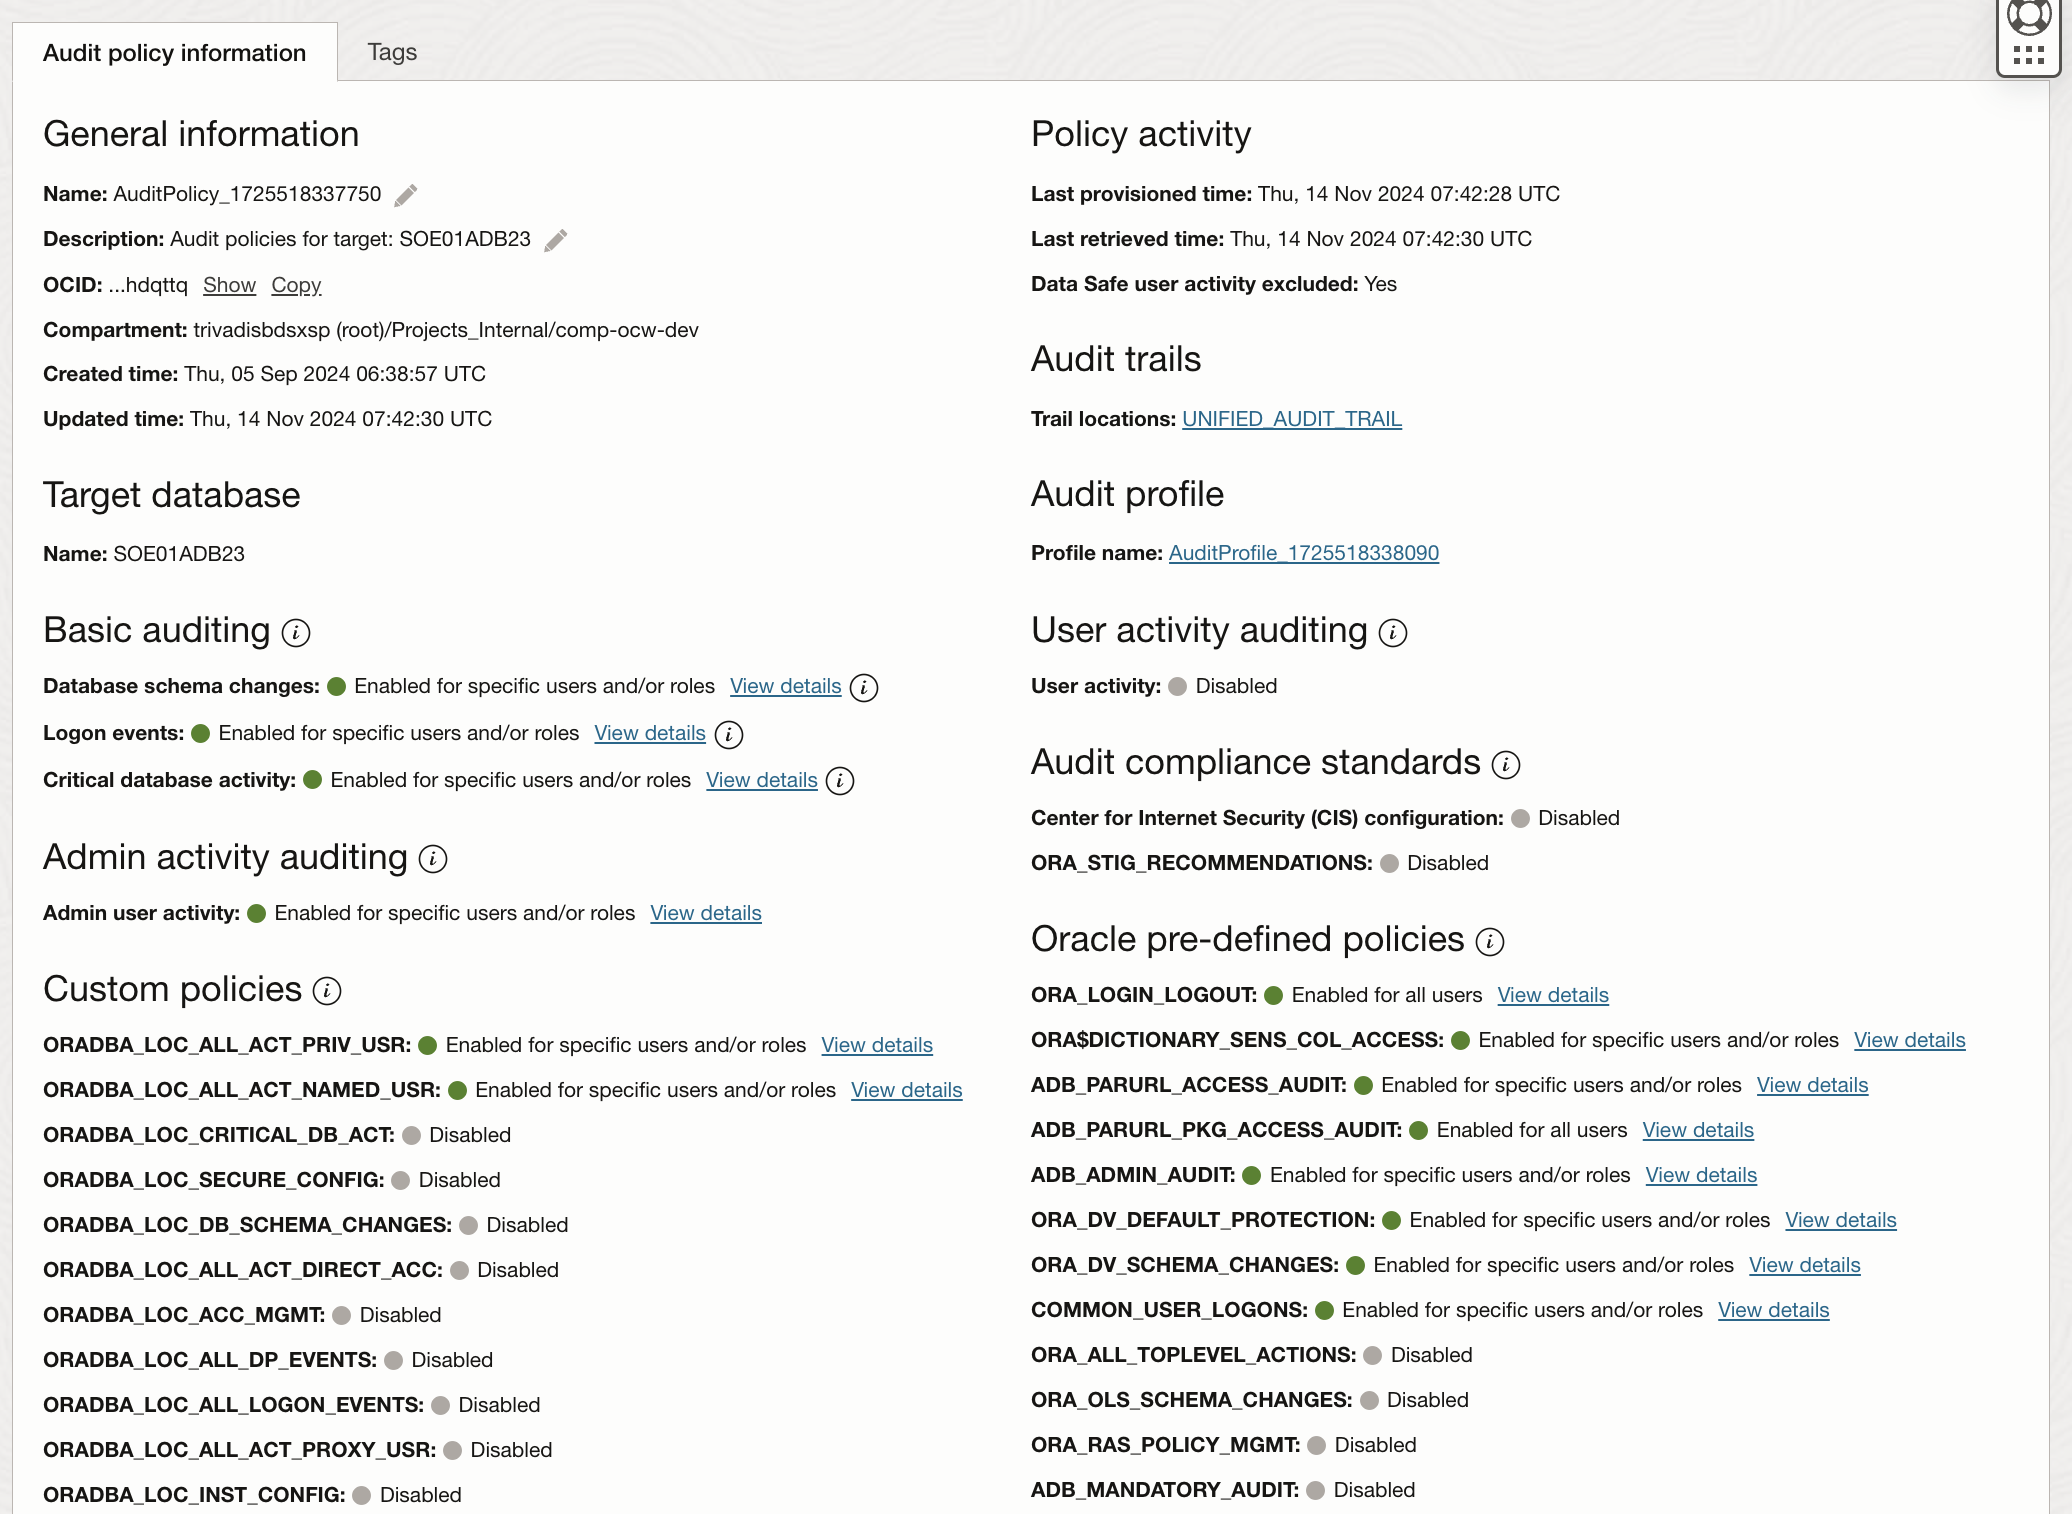 Audit policy information
Tags
General information
Name: AuditPolicy_1725518337750
Description: Audit policies for target: SOE01ADB23
OCID: ...hdqttq Show Copy
Compartment: trivadisbdsxsp (root)/Projects_Internal/comp-ocw-dev
Created time: Thu, 05 Sep 2024 06:38:57 UTC
Updated time: Thu, 14 Nov 2024 07:42:30 UTC
Target database
Name: SOE01ADB23
Basic auditing i
Database schema changes: Enabled for specific users and/or roles View details i
Logon events: Enabled for specific users and/or roles View details i
Critical database activity: Enabled for specific users and/or roles View details i
Admin activity auditing i
Admin user activity: Enabled for specific users and/or roles View details
Custom policies i
ORADBA_LOC_ALL_ACT_PRIV_USR: Enabled for specific users and/or roles View details
ORADBA_LOC_ALL_ACT_NAMED_USR: Enabled for specific users and/or roles View details
ORADBA_LOC_CRITICAL_DB_ACT: Disabled
ORADBA_LOC_SECURE_CONFIG: Disabled
ORADBA_LOC_DB_SCHEMA_CHANGES: Disabled
ORADBA_LOC_ALL_ACT_DIRECT_ACC: Disabled
ORADBA_LOC_ACC_MGMT: Disabled
ORADBA_LOC_ALL_DP_EVENTS: Disabled
ORADBA_LOC_ALL_LOGON_EVENTS: Disabled
ORADBA_LOC_ALL_ACT_PROXY_USR: Disabled
ORADBA_LOC_INST_CONFIG: Disabled
Policy activity
Last provisioned time: Thu, 14 Nov 2024 07:42:28 UTC
Last retrieved time: Thu, 14 Nov 2024 07:42:30 UTC
Data Safe user activity excluded: Yes
Audit trails
Trail locations: UNIFIED_AUDIT_TRAIL
Audit profile
Profile name: AuditProfile_1725518338090
User activity auditing i
User activity: Disabled
Audit compliance standards i
Center for Internet Security (CIS) configuration: Disabled
ORA_STIG_RECOMMENDATIONS: Disabled
Oracle pre-defined policies i
ORA_LOGIN_LOGOUT: Enabled for all users View details
ORA$DICTIONARY_SENS_COL_ACCESS: Enabled for specific users and/or roles View details
ADB_PARURL_ACCESS_AUDIT: Enabled for specific users and/or roles View details
ADB_PARURL_PKG_ACCESS_AUDIT: Enabled for all users View details
ADB_ADMIN_AUDIT: Enabled for specific users and/or roles View details
ORA_DV_DEFAULT_PROTECTION: Enabled for specific users and/or roles View details
ORA_DV_SCHEMA_CHANGES: Enabled for specific users and/or roles View details
COMMON_USER_LOGONS: Enabled for specific users and/or roles View details
ORA_ALL_TOPLEVEL_ACTIONS: Disabled
ORA_OLS_SCHEMA_CHANGES: Disabled
ORA_RAS_POLICY_MGMT: Disabled
ADB_MANDATORY_AUDIT: Disabled